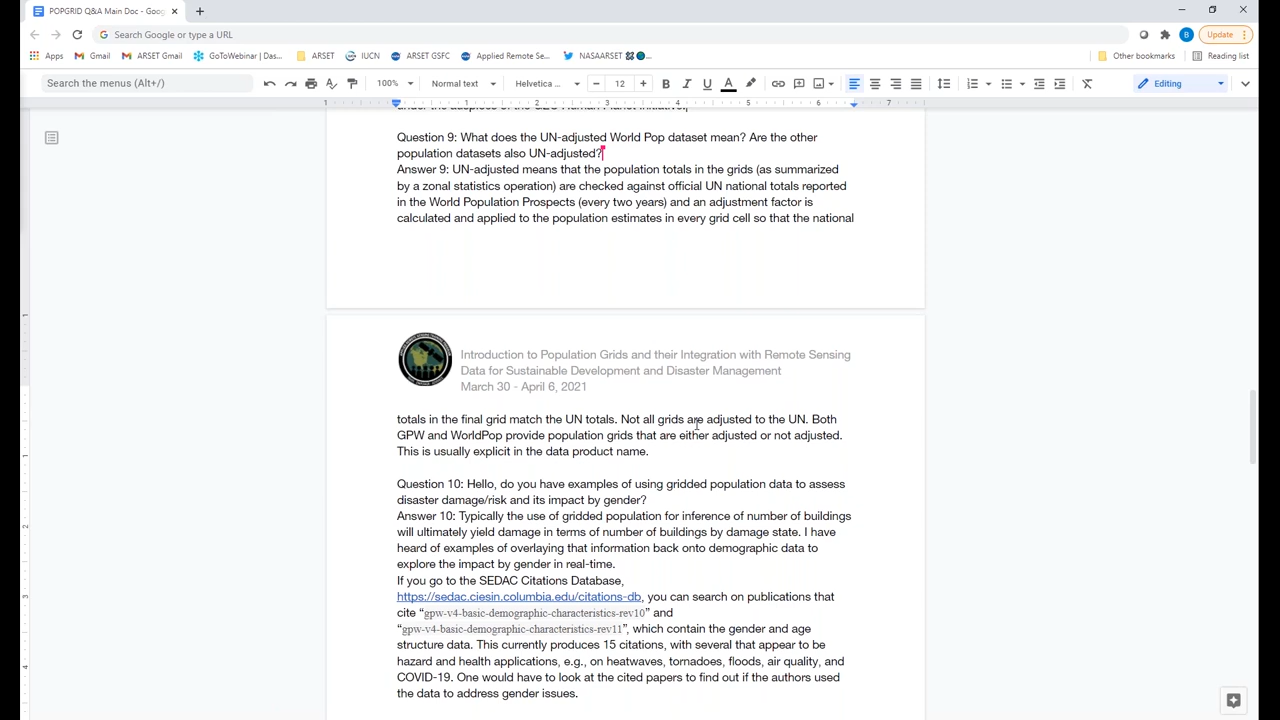 POPGRID Q&A Main Doc - Goog
Search Google or type a URL
Update
Apps
Gmail
ARSET Gmail
GoToWebinar | Das...
ARSET
IUCN
ARSET GSFC
Applied Remote Se...
NASAARSET
Other bookmarks
Reading list
Search the menus (Alt+/)
100%
Normal text
Helvetica ...
12
Editing
1 1 2 3 4 5 6 7
Question 9: What does the UN-adjusted World Pop dataset mean? Are the other
population datasets also UN-adjusted?
Answer 9: UN-adjusted means that the population totals in the grids (as summarized
by a zonal statistics operation) are checked against official UN national totals reported
in the World Population Prospects (every two years) and an adjustment factor is
calculated and applied to the population estimates in every grid cell so that the national
Introduction to Population Grids and their Integration with Remote Sensing
Data for Sustainable Development and Disaster Management
March 30 - April 6, 2021
totals in the final grid match the UN totals. Not all grids are adjusted to the UN. Both
GPW and WorldPop provide population grids that are either adjusted or not adjusted.
This is usually explicit in the data product name.
Question 10: Hello, do you have examples of using gridded population data to assess
disaster damage/risk and its impact by gender?
Answer 10: Typically the use of gridded population for inference of number of buildings
will ultimately yield damage in terms of number of buildings by damage state. I have
heard of examples of overlaying that information back onto demographic data to
explore the impact by gender in real-time.
If you go to the SEDAC Citations Database,
https://sedac.ciesin.columbia.edu/citations-db, you can search on publications that
cite “gpw-v4-basic-demographic-characteristics-rev10” and
“gpw-v4-basic-demographic-characteristics-rev11”, which contain the gender and age
structure data. This currently produces 15 citations, with several that appear to be
hazard and health applications, e.g., on heatwaves, tornadoes, floods, air quality, and
COVID-19. One would have to look at the cited papers to find out if the authors used
the data to address gender issues.